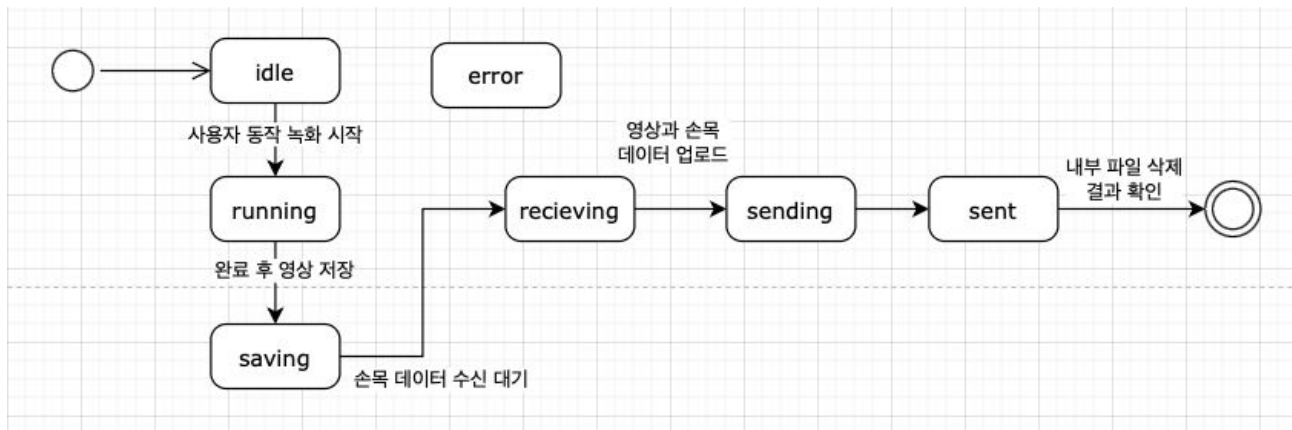 idle
error
사용자 동작 녹화 시작
영상과 손목
데이터 업로드
내부 파일 삭제
결과 확인
running
recieving
sending
sent
완료 후 영상 저장
saving
손목 데이터 수신 대기